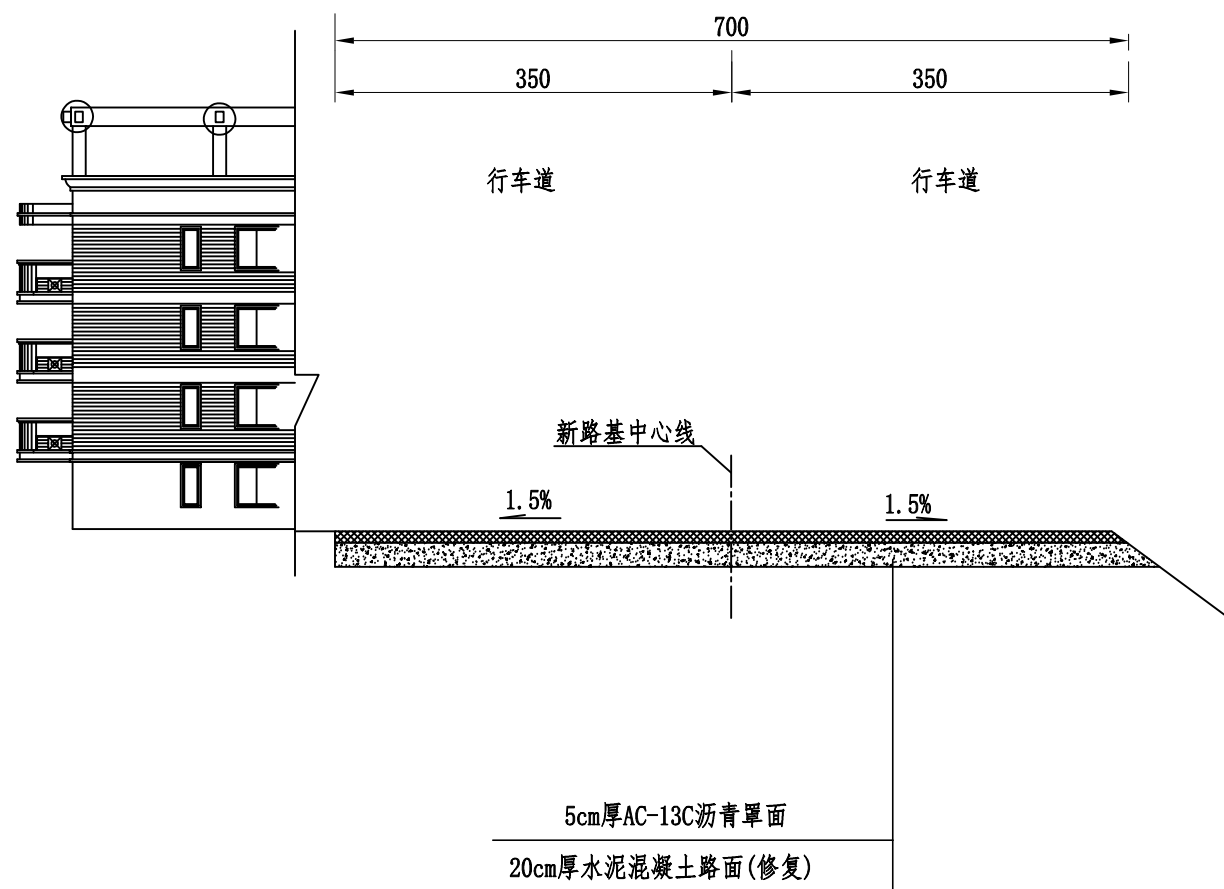 700
350 350
行车道 行车道
新路基中心线
1.5% 1.5%
5cm厚AC-13C沥青罩面
20cm厚水泥混凝土路面(修复)